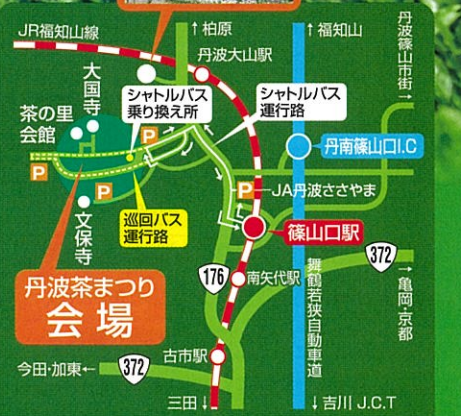 JR福知山線
↑柏原
↑福知山
丹波大山駅
丹波篠山市街→
大国寺
シャトルバス
乗り換え所
シャトルバス
運行路
茶の里
会館
P
P
P
P
丹南篠山口I.C
JA丹波ささやま
文保寺
巡回バス
運行路
篠山口駅
372
丹波茶まつり
会場
176
南矢代駅
舞鶴若狭自動車道
→亀岡・京都
古市駅
今田・加東←
372
三田↓
↓吉川J.C.T